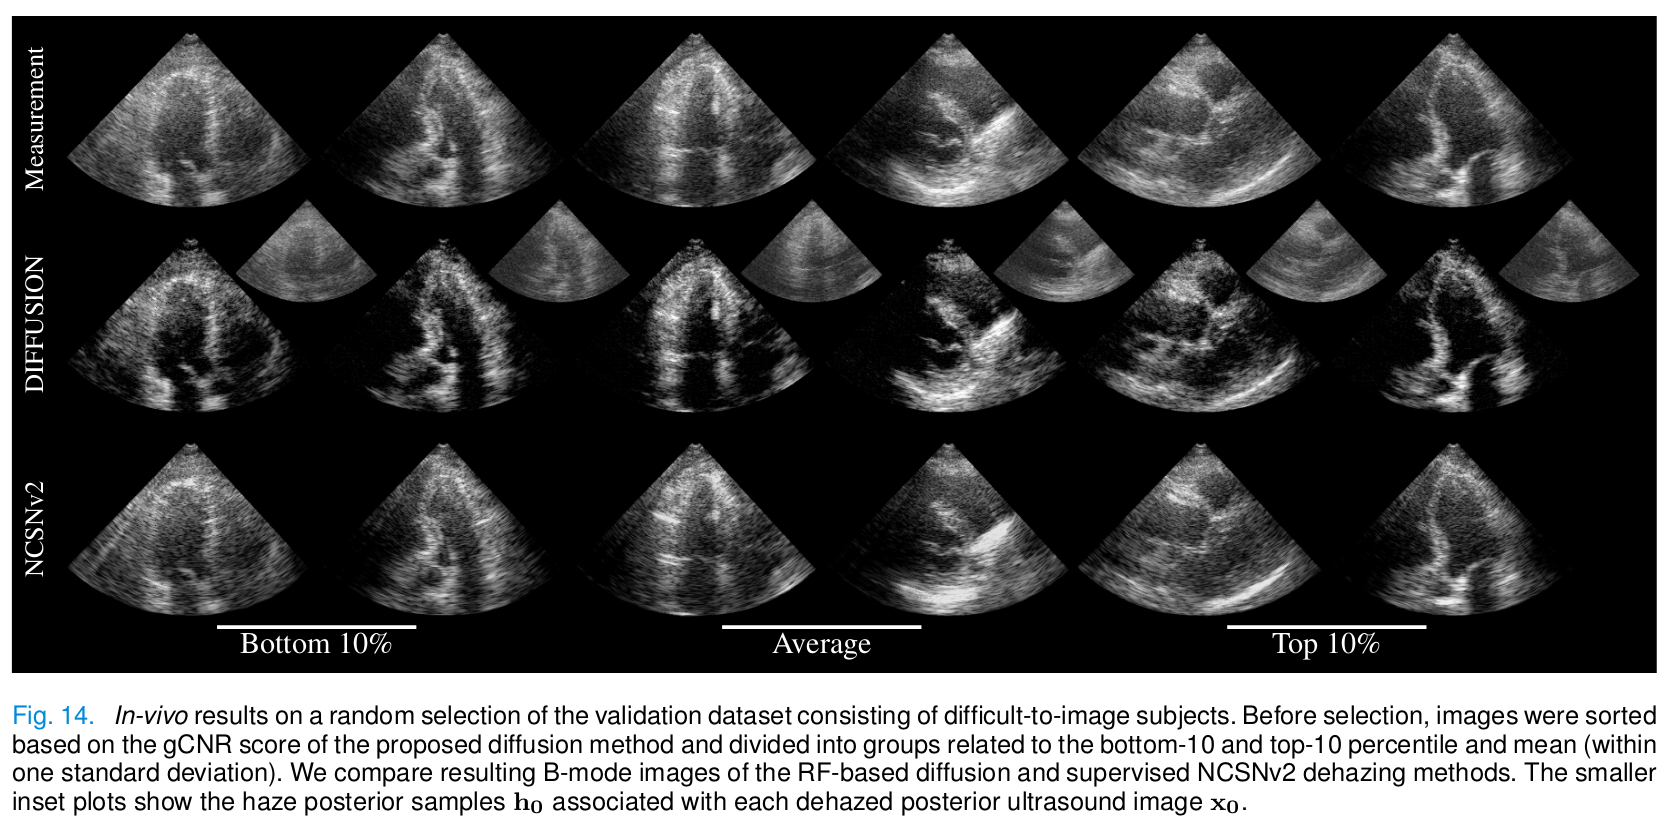 Measurement
DIFFUSION
NCSNv2
Bottom 10%
Average
Top 10%
Fig. 14. In-vivo results on a random selection of the validation dataset consisting of difficult-to-image subjects. Before selection, images were sorted
based on the gCNR score of the proposed diffusion method and divided into groups related to the bottom-10 and top-10 percentile and mean (within
one standard deviation). We compare resulting B-mode images of the RF-based diffusion and supervised NCSNv2 dehazing methods. The smaller
inset plots show the haze posterior samples h₀ associated with each dehazed posterior ultrasound image x₀.